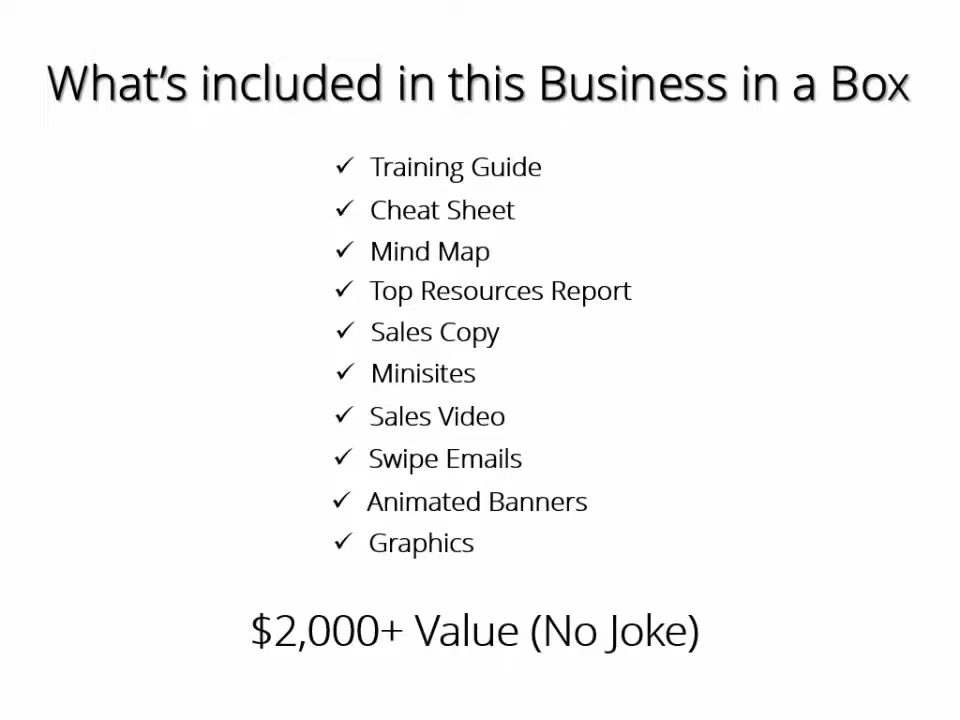 What's included in this Business in a Box
✓ Training Guide
✓ Cheat Sheet
✓ Mind Map
✓ Top Resources Report
✓ Sales Copy
✓ Minisites
✓ Sales Video
✓ Swipe Emails
✓ Animated Banners
✓ Graphics
$2,000+ Value (No Joke)